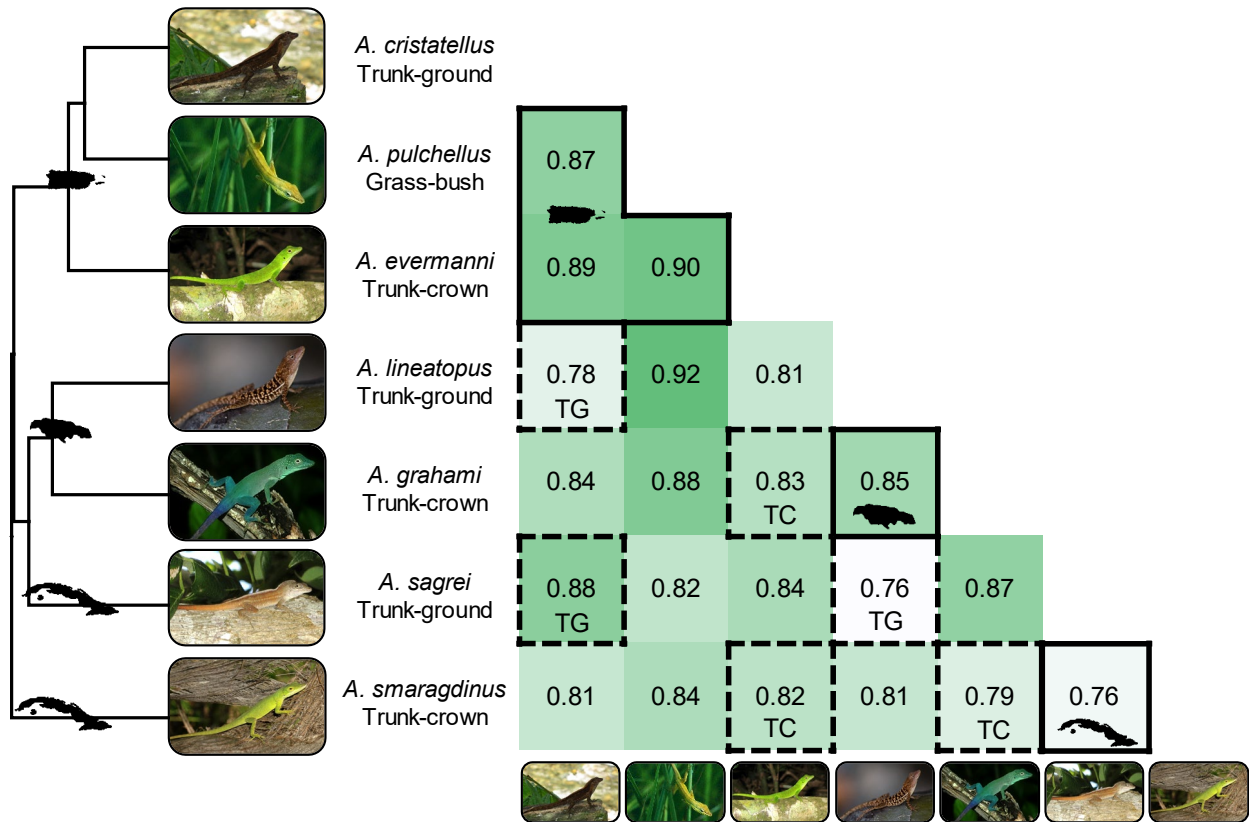 A. cristatellus
Trunk-ground
A. pulchellus
Grass-bush
0.87
A. evermanni
Trunk-crown
0.89 0.90
A. lineatopus
Trunk-ground
0.78 0.92 0.81
TG
A. grahami
Trunk-crown
0.84 0.88 0.83 0.85
TC
A. sagrei
Trunk-ground
0.88 0.82 0.84 0.76 0.87
TG TG
A. smaragdinus
Trunk-crown
0.81 0.84 0.82 0.81 0.79 0.76
TC TC